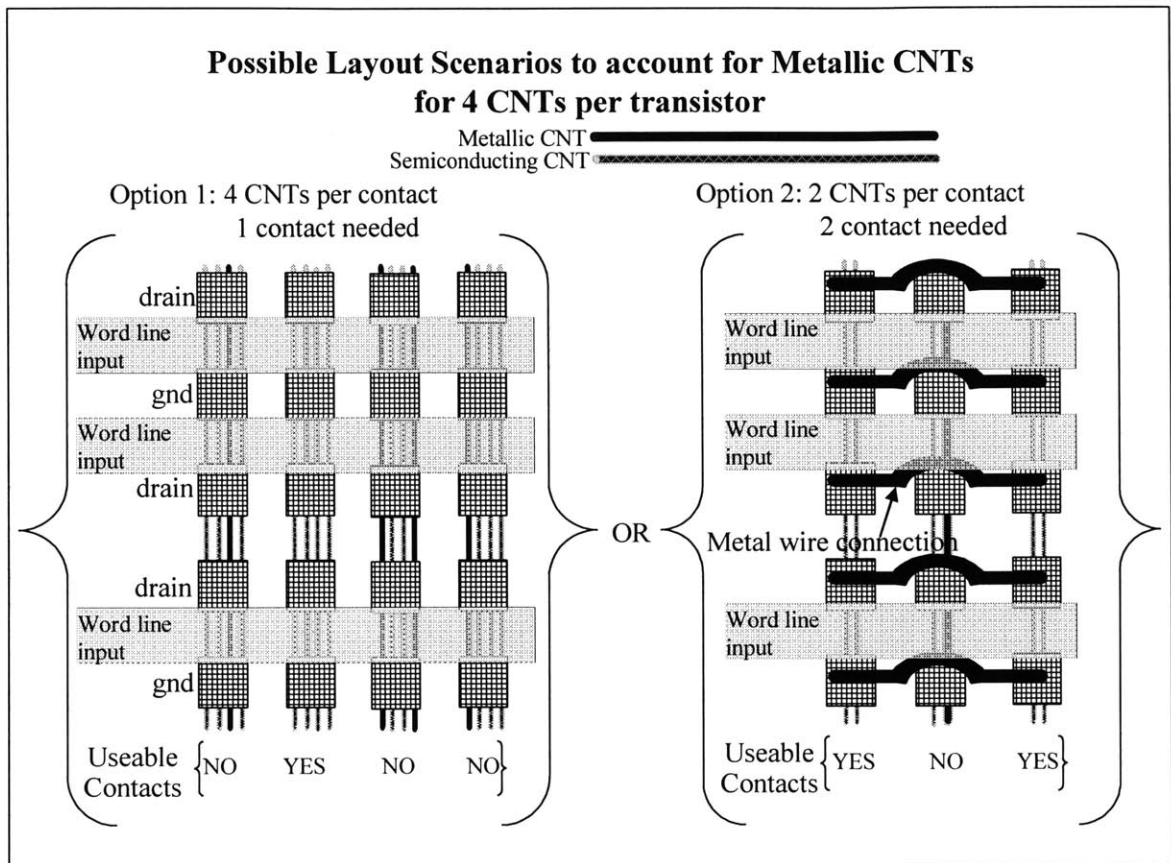 Possible Layout Scenarios to account for Metallic CNTs
for 4 CNTs per transistor
Metallic CNT
Semiconducting CNT
Option 1: 4 CNTs per contact
1 contact needed
drain
Word line
input
gnd
Word line
input
drain
drain
Word line
input
gnd
Useable
Contacts
NO YES NO NO
OR
Option 2: 2 CNTs per contact
2 contact needed
Word line
input
Word line
input
Metal wire connection
Word line
input
Useable
Contacts
YES NO YES